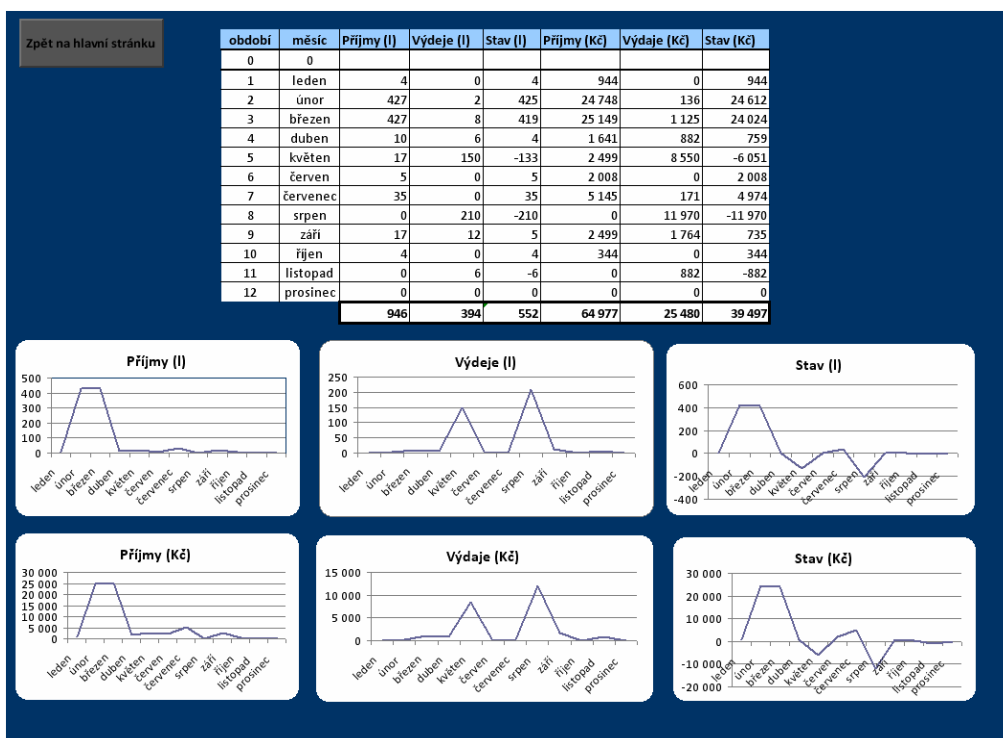 Zpět na hlavní stránku
období měsíc Příjmy (l) Výdeje (l) Stav (l) Příjmy (Kč) Výdaje (Kč) Stav (Kč)
0 0
1 leden 4 0 4 944 0 944
2 únor 427 2 425 24 748 136 24 612
3 březen 427 8 419 25 149 1 125 24 024
4 duben 10 6 4 1 641 882 759
5 květen 17 150 -133 2 499 8 550 -6 051
6 červen 5 0 5 2 008 0 2 008
7 červenec 35 0 35 5 145 171 4 974
8 srpen 0 210 -210 0 11 970 -11 970
9 září 17 12 5 2 499 1 764 735
10 říjen 4 0 4 344 0 344
11 listopad 0 6 -6 0 882 -882
12 prosinec 0 0 0 0 0 0
946 394 552 64 977 25 480 39 497
Příjmy (l)
500
400
300
200
100
0
leden únor březen duben květen červen červenec srpen září říjen listopad prosinec
Výdeje (l)
250
200
150
100
50
0
leden únor březen duben květen červen červenec srpen září říjen listopad prosinec
Stav (l)
600
400
200
0
-200
-400
leden únor březen duben květen červen červenec srpen září říjen listopad prosinec
Příjmy (Kč)
30 000
25 000
20 000
15 000
10 000
5 000
0
leden únor březen duben květen červen červenec srpen září říjen listopad prosinec
Výdaje (Kč)
15 000
10 000
5 000
0
leden únor březen duben květen červen červenec srpen září říjen listopad prosinec
Stav (Kč)
30 000
20 000
10 000
0
-10 000
-20 000
leden únor březen duben květen červen červenec srpen září říjen listopad prosinec